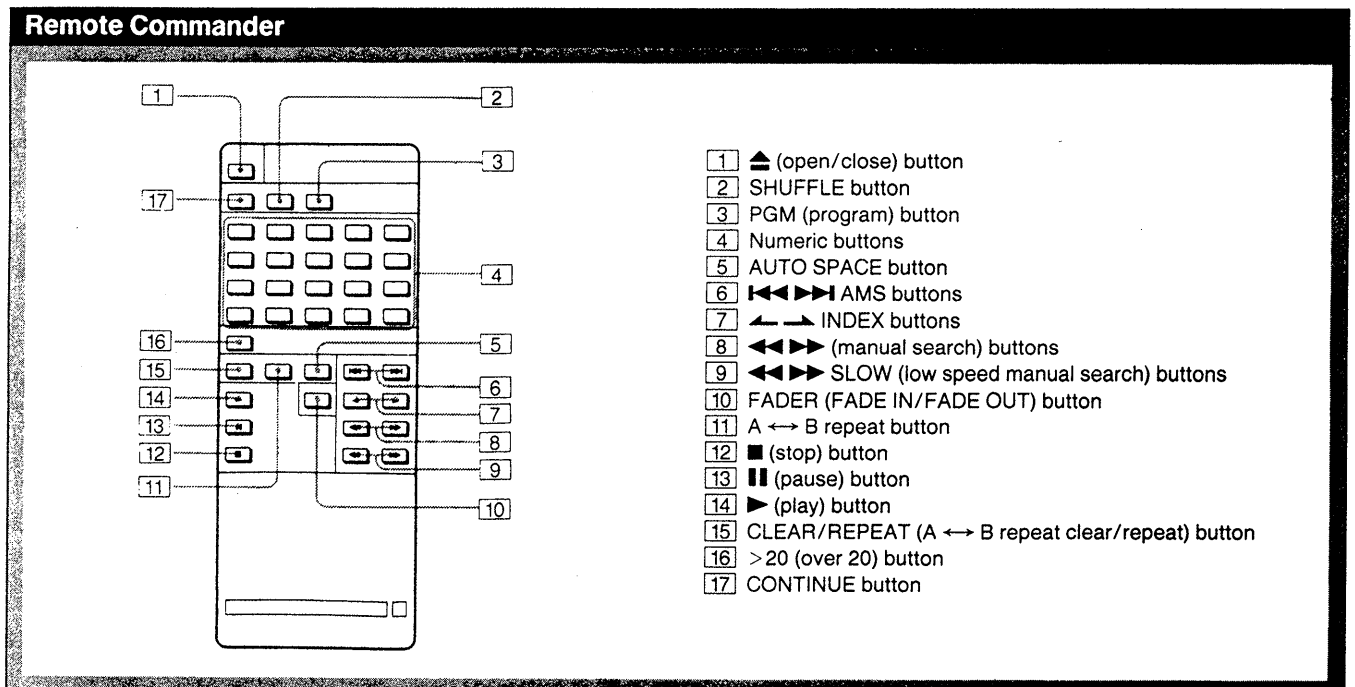 Remote Commander
1
2
3
17
4
16
5
15
6
14
7
13
8
12
9
11
10
1 ⏏ (open/close) button
2 SHUFFLE button
3 PGM (program) button
4 Numeric buttons
5 AUTO SPACE button
6 ⏮ ⏭ AMS buttons
7 ↼ ⇀ INDEX buttons
8 ◀◀ ▶▶ (manual search) buttons
9 ◀◀ ▶▶ SLOW (low speed manual search) buttons
10 FADER (FADE IN/FADE OUT) button
11 A ↔ B repeat button
12 ■ (stop) button
13 ❚❚ (pause) button
14 ▶ (play) button
15 CLEAR/REPEAT (A ↔ B repeat clear/repeat) button
16 >20 (over 20) button
17 CONTINUE button